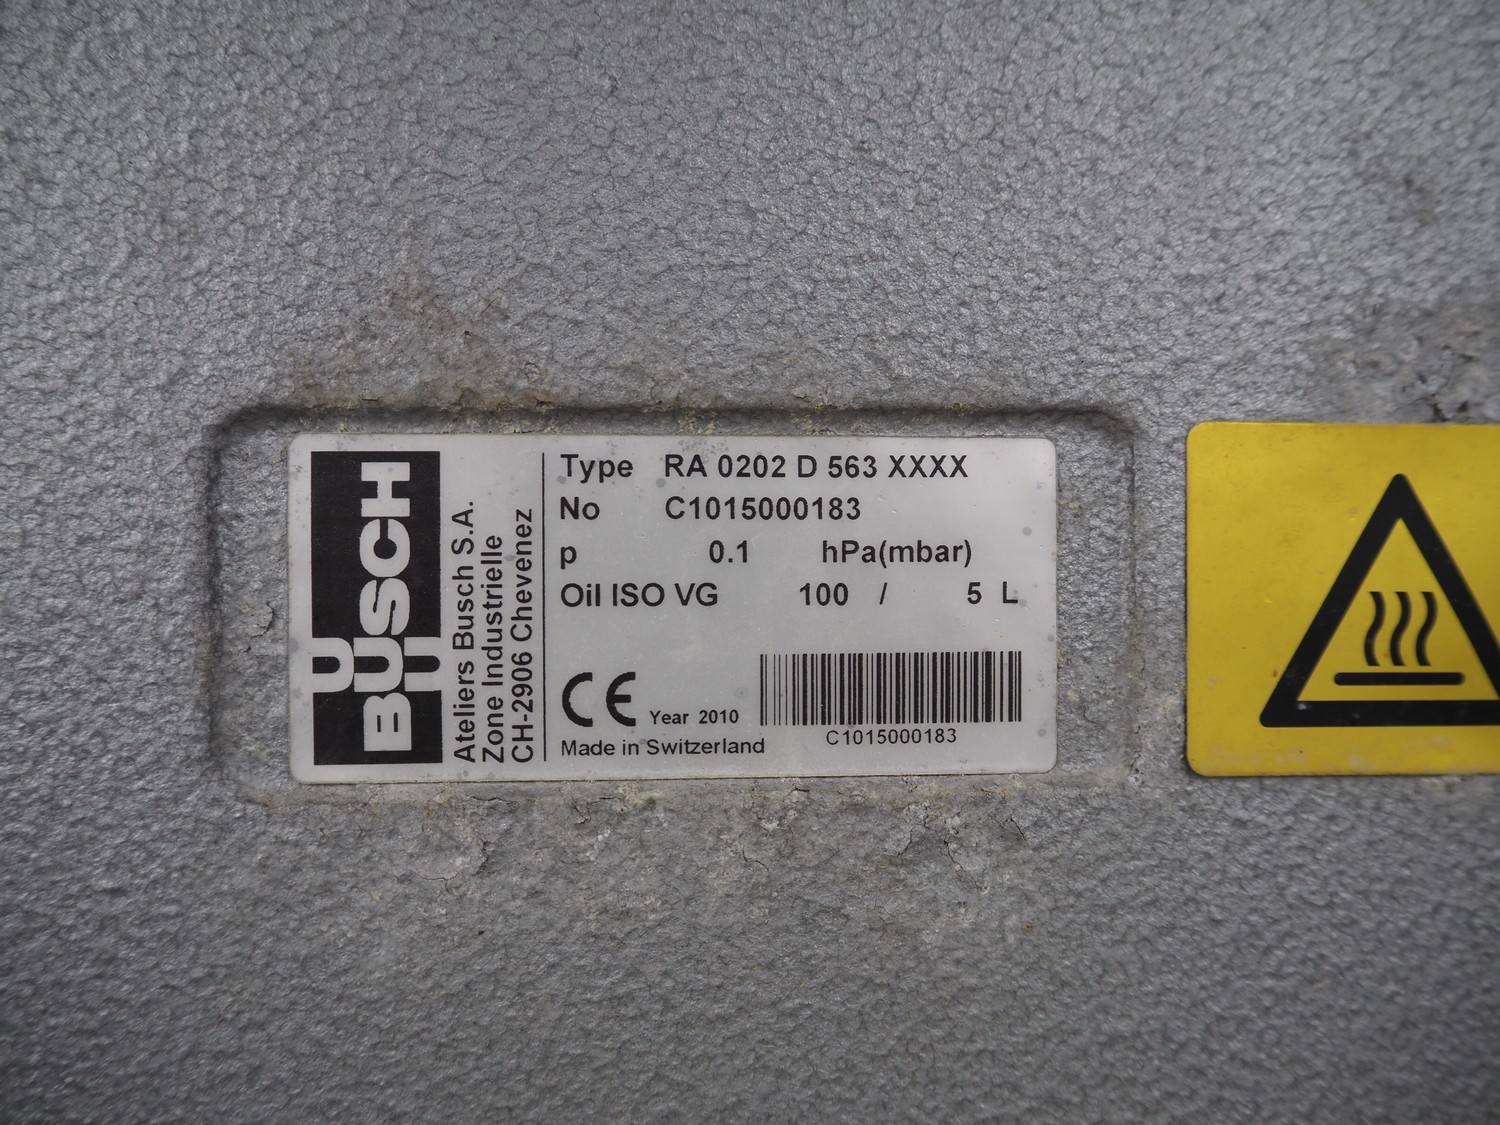 BUSCH
Ateliers Busch S.A.
Zone Industrielle
CH-2906 Chevenez
Type RA 0202 D 563 XXXX
No C1015000183
p 0.1 hPa(mbar)
Oil ISO VG 100 / 5 L
CE Year 2010
Made in Switzerland
C1015000183